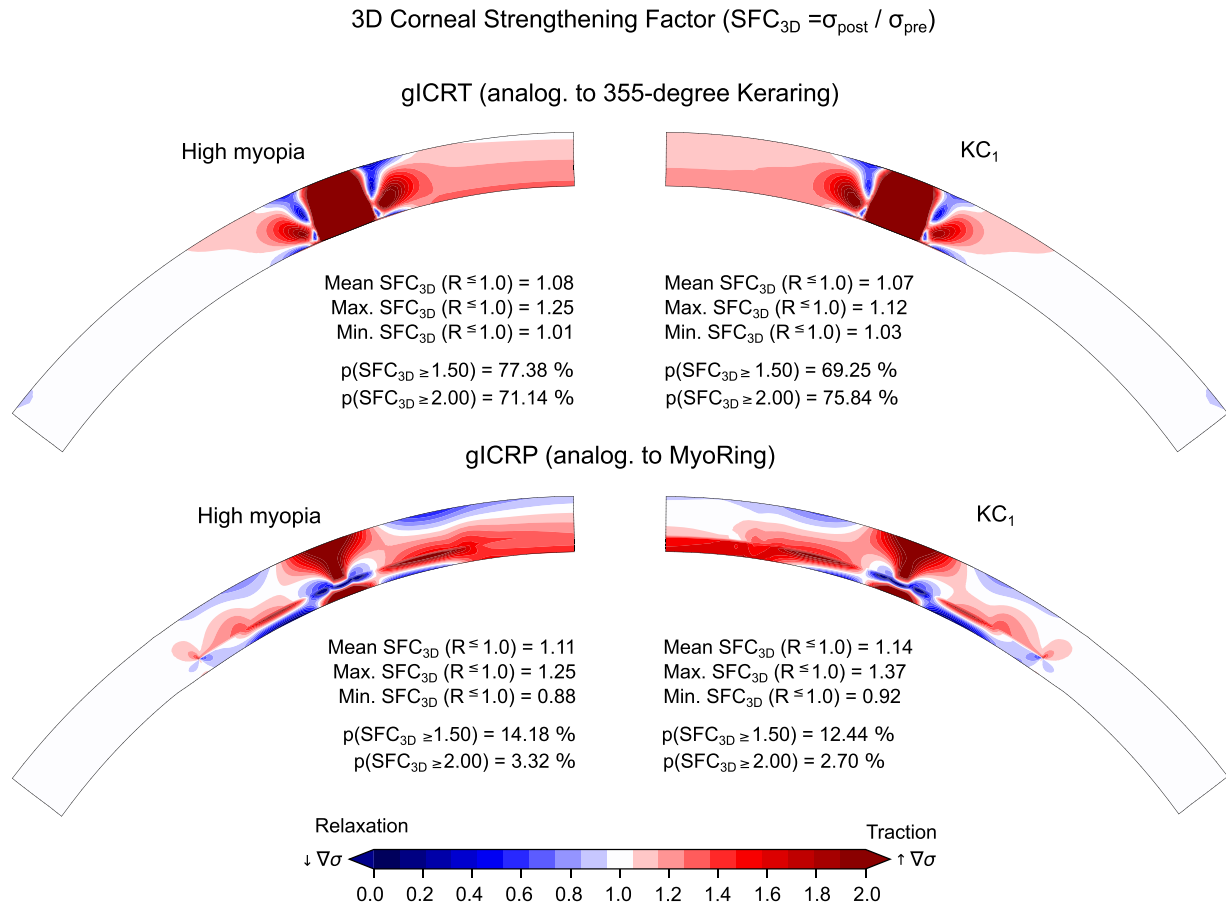 3D Corneal Strengthening Factor (SFC3D =σpost / σpre)
gICRT (analog. to 355-degree Keraring)
High myopia
KC1
Mean SFC3D (R ≤ 1.0) = 1.08
Max. SFC3D (R ≤ 1.0) = 1.25
Min. SFC3D (R ≤ 1.0) = 1.01
p(SFC3D ≥ 1.50) = 77.38 %
p(SFC3D ≥ 2.00) = 71.14 %
Mean SFC3D (R ≤ 1.0) = 1.07
Max. SFC3D (R ≤ 1.0) = 1.12
Min. SFC3D (R ≤ 1.0) = 1.03
p(SFC3D ≥ 1.50) = 69.25 %
p(SFC3D ≥ 2.00) = 75.84 %
gICRP (analog. to MyoRing)
High myopia
KC1
Mean SFC3D (R ≤ 1.0) = 1.11
Max. SFC3D (R ≤ 1.0) = 1.25
Min. SFC3D (R ≤ 1.0) = 0.88
p(SFC3D ≥ 1.50) = 14.18 %
p(SFC3D ≥ 2.00) = 3.32 %
Mean SFC3D (R ≤ 1.0) = 1.14
Max. SFC3D (R ≤ 1.0) = 1.37
Min. SFC3D (R ≤ 1.0) = 0.92
p(SFC3D ≥ 1.50) = 12.44 %
p(SFC3D ≥ 2.00) = 2.70 %
Relaxation
Traction
↓ ∇σ
↑ ∇σ
0.0 0.2 0.4 0.6 0.8 1.0 1.2 1.4 1.6 1.8 2.0